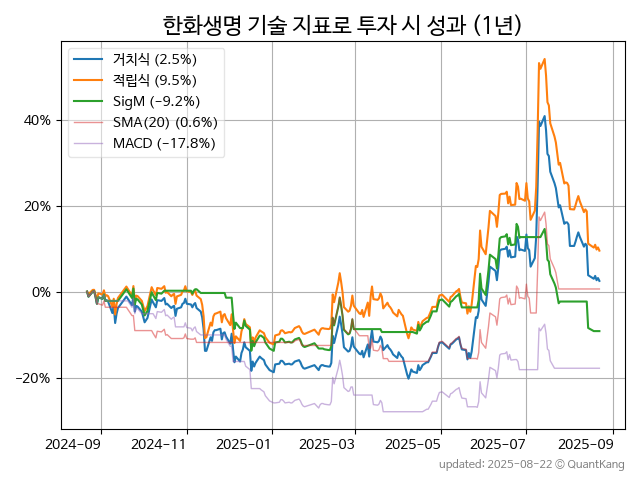 한화생명 기술 지표로 투자 시 성과 (1년)
거치식 (2.5%)
적립식 (9.5%)
SigM (−9.2%)
SMA(20) (0.6%)
MACD (−17.8%)
40%
20%
0%
−20%
2024−09 2024−11 2025−01 2025−03 2025−05 2025−07 2025−09
updated: 2025-08-22 © QuantKang